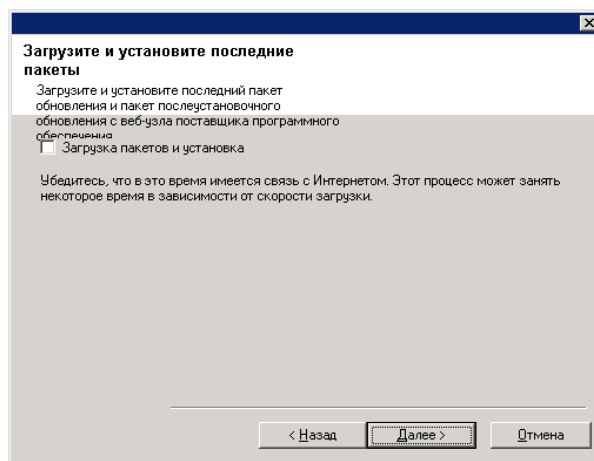 Загрузите и установите последние
пакеты
Загрузите и установите последний пакет
обновления и пакет послеустановочного
обновления с веб-узла поставщика программного
обеспечения
Загрузка пакетов и установка
Убедитесь, что в это время имеется связь с Интернетом. Этот процесс может занять
некоторое время в зависимости от скорости загрузки.
< Назад
Далее >
Отмена